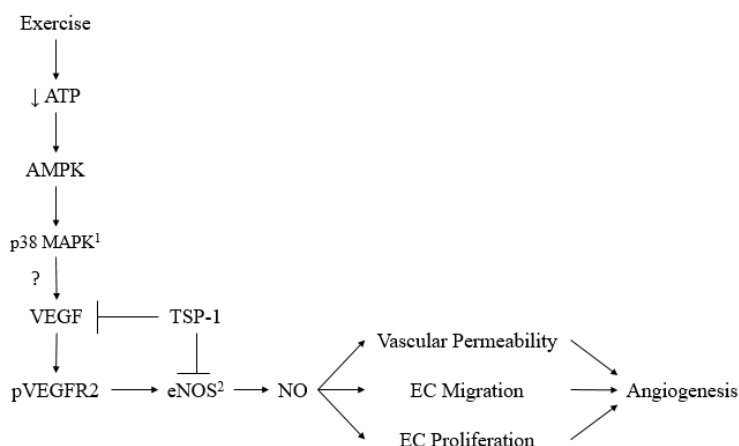 Exercise
↓ ATP
AMPK
p38 MAPK¹
?
VEGF TSP-1
Vascular Permeability
pVEGFR2 eNOS² NO EC Migration Angiogenesis
EC Proliferation